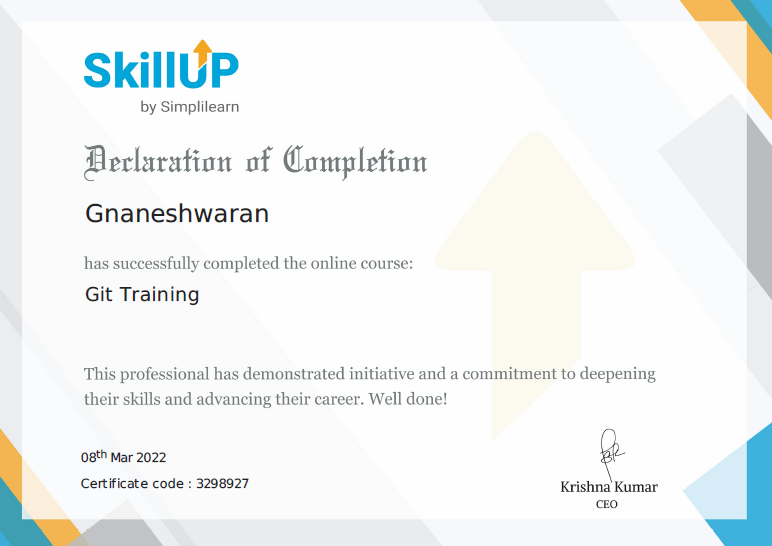 SkillUP
by Simplilearn
Declaration of Completion
Gnaneshwaran
has successfully completed the online course:
Git Training
This professional has demonstrated initiative and a commitment to deepening
their skills and advancing their career. Well done!
08th Mar 2022
Certificate code : 3298927
Krishna Kumar
CEO